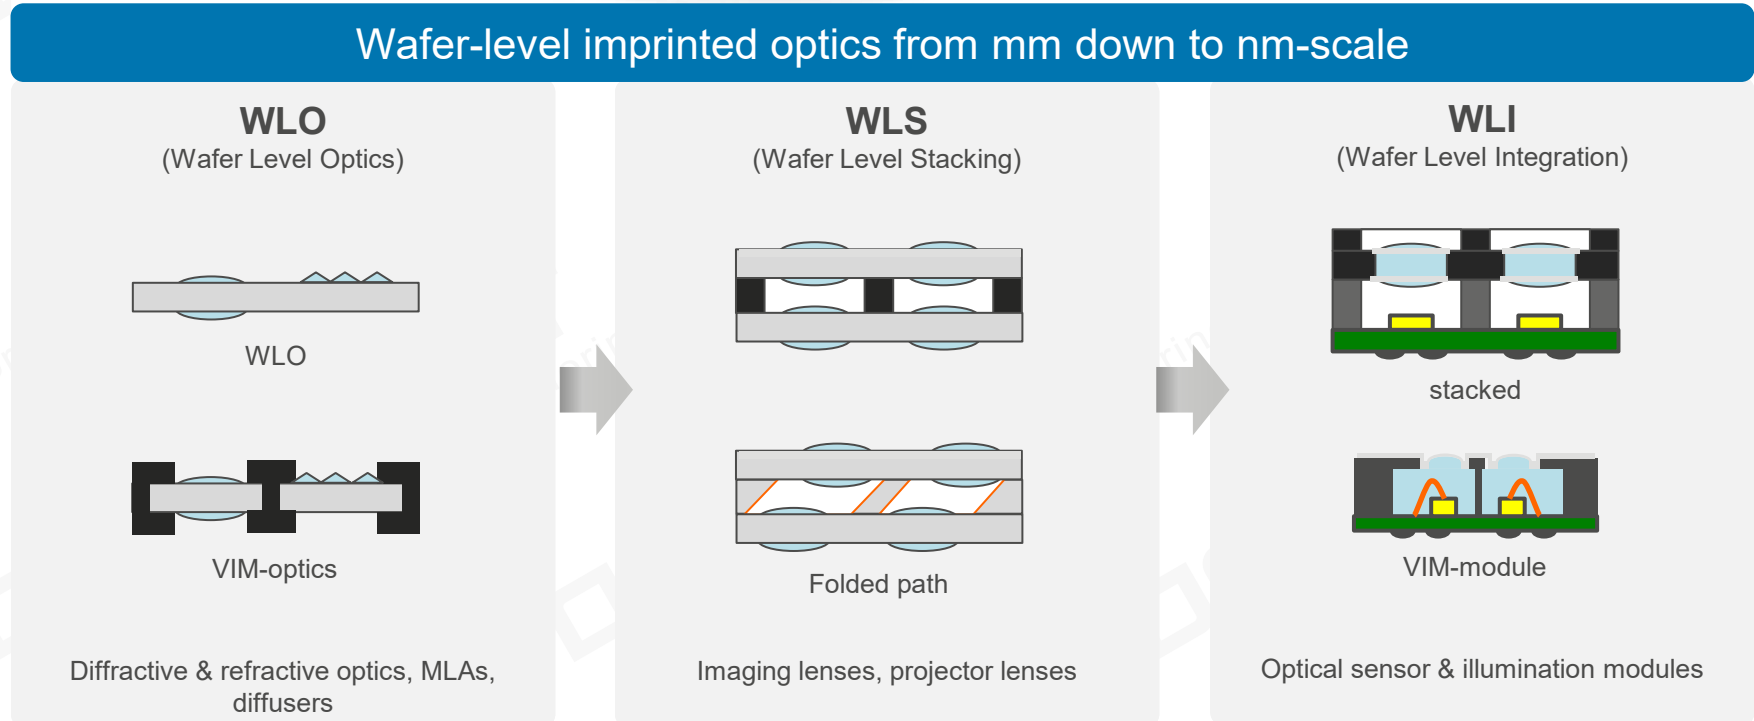 Wafer-level imprinted optics from mm down to nm-scale
WLO
(Wafer Level Optics)
WLO
VIM-optics
Diffractive & refractive optics, MLAs,
diffusers
WLS
(Wafer Level Stacking)
Folded path
Imaging lenses, projector lenses
WLI
(Wafer Level Integration)
stacked
VIM-module
Optical sensor & illumination modules